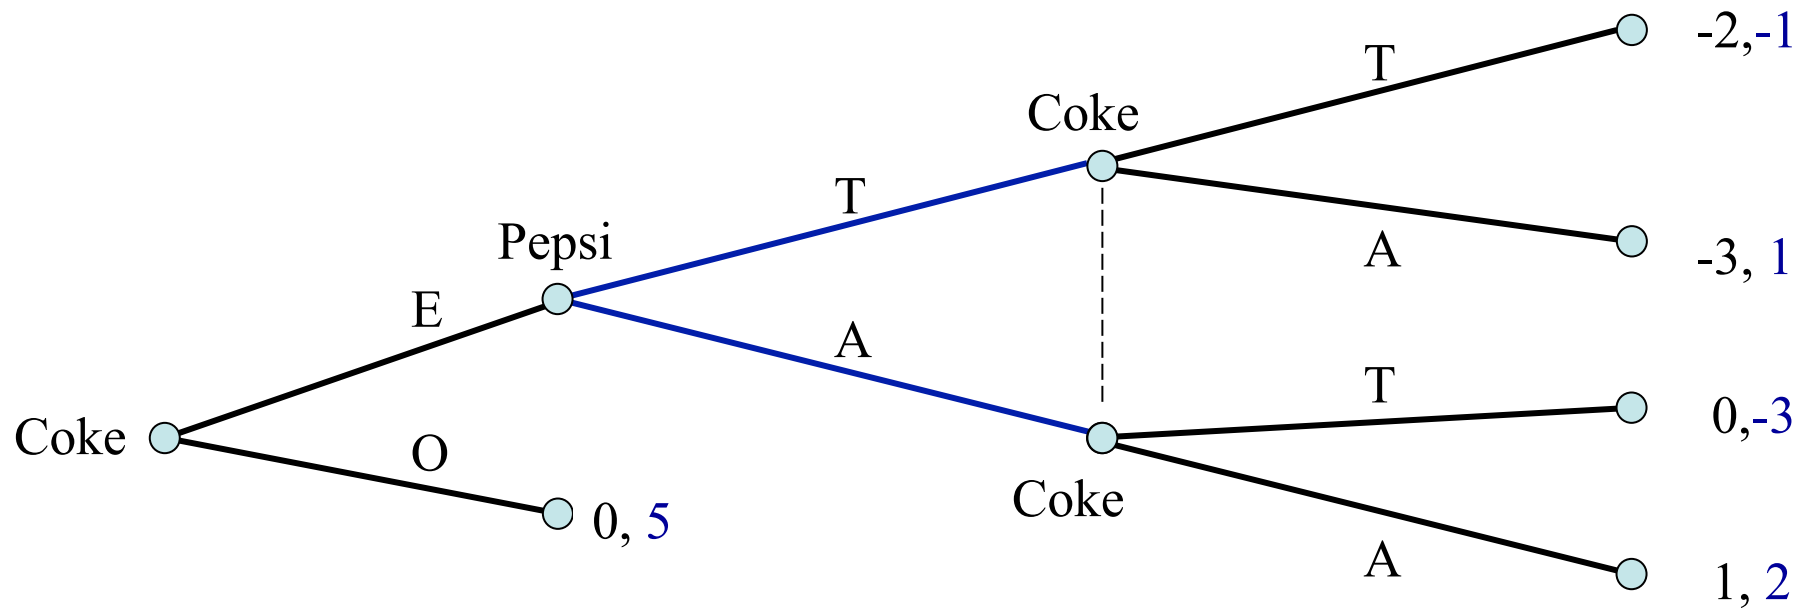 -2,-1
T
Coke
T
A
-3, 1
Pepsi
E
A
T
0,-3
Coke
O
Coke
0, 5
A
1, 2